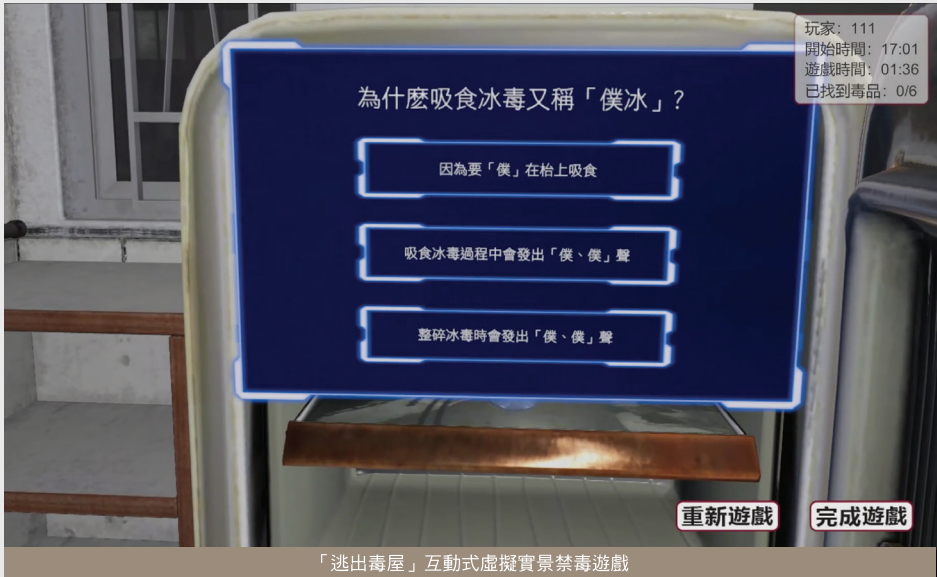 玩家：111
開始時間：17:01
遊戲時間：01:36
已找到毒品：0/6
為什麽吸食冰毒又稱「僕冰」？
因為要「僕」在枱上吸食
吸食冰毒過程中會發出「僕、僕」聲
整碎冰毒時會發出「僕、僕」聲
重新遊戲
完成遊戲
「逃出毒屋」互動式虛擬實景禁毒遊戲